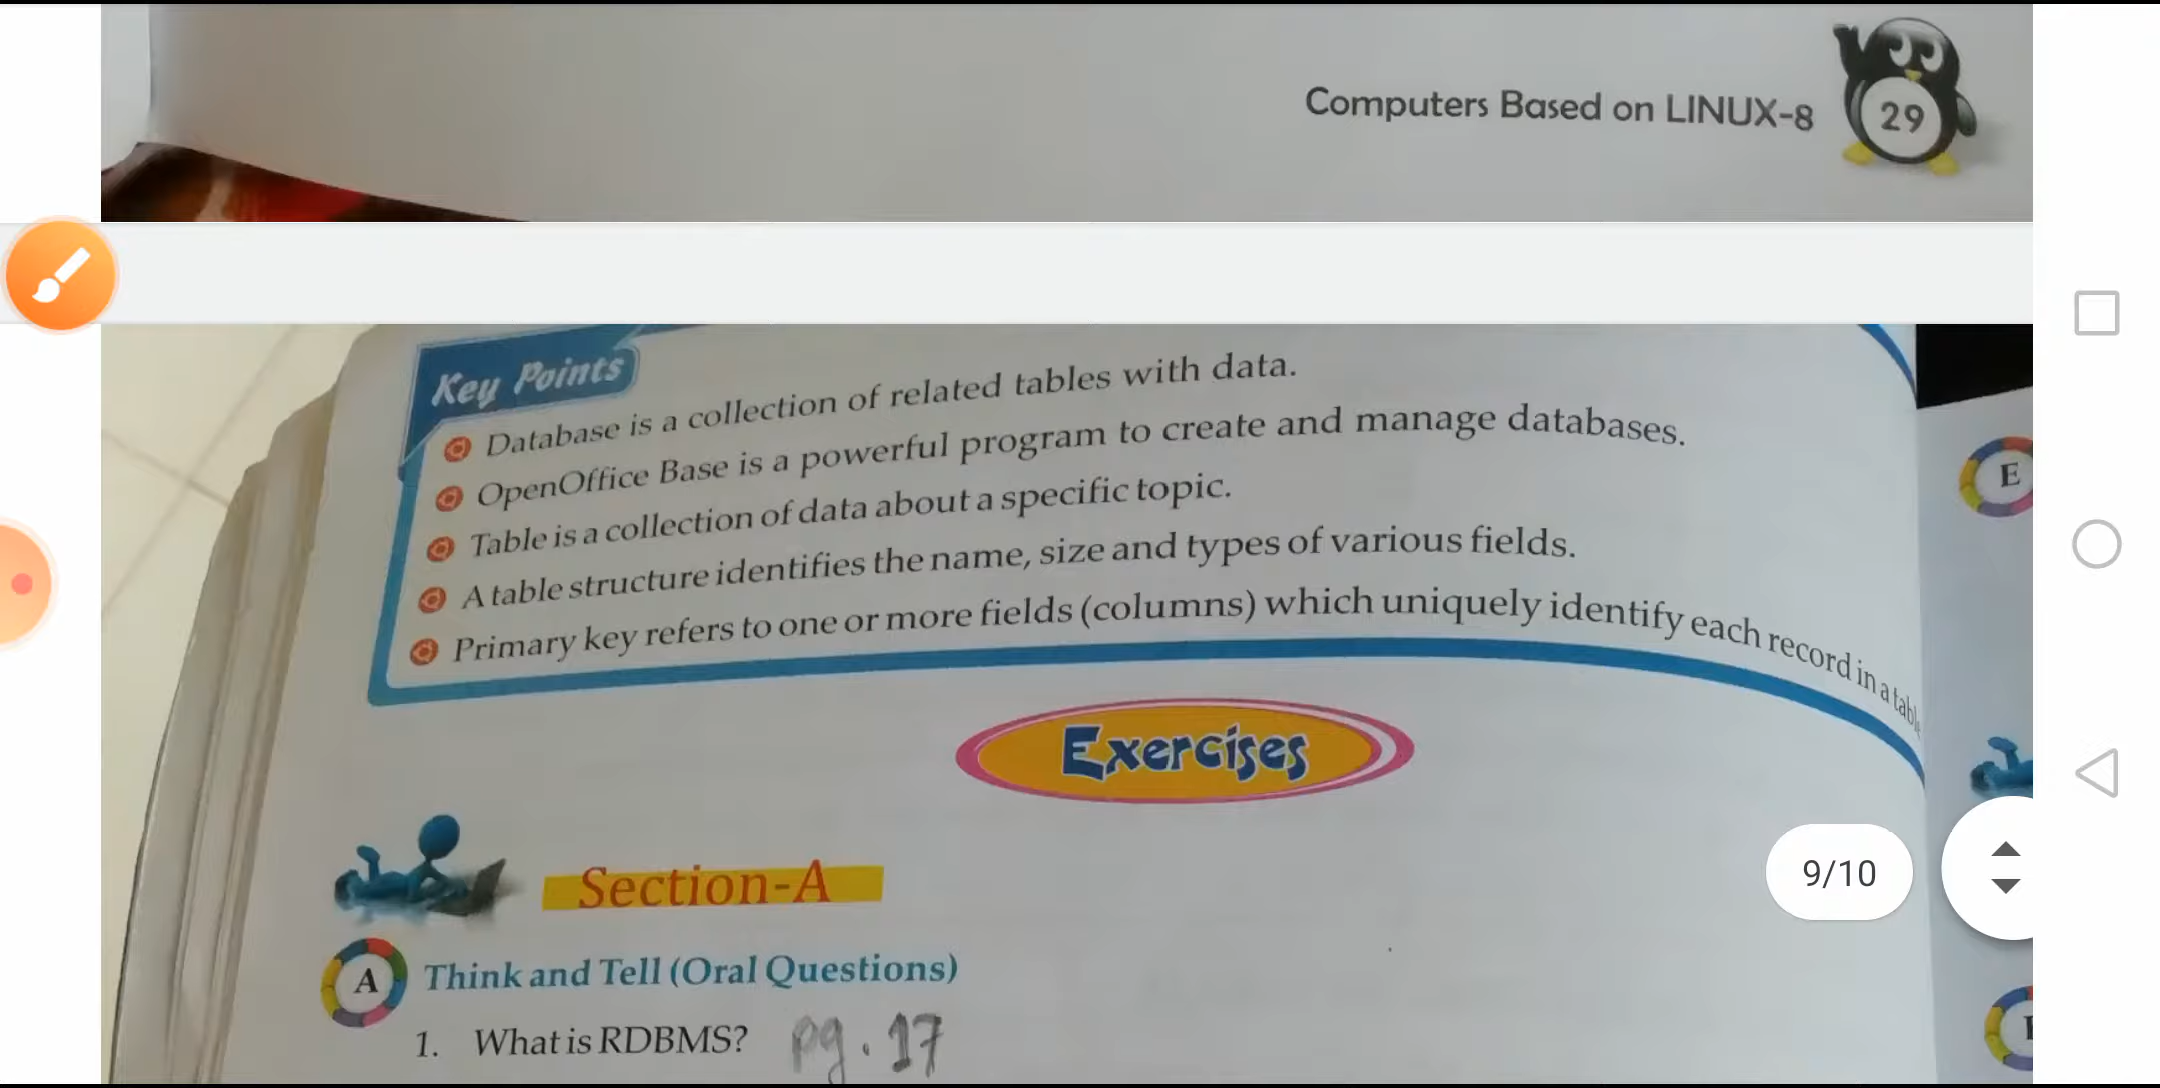 Computers Based on LINUX-8
29
Key Points
Database is a collection of related tables with data.
OpenOffice Base is a powerful program to create and manage databases.
Table is a collection of data about a specific topic.
A table structure identifies the name, size and types of various fields.
Primary key refers to one or more fields (columns) which uniquely identify each record in a
E
Exercises
9/10
Section-A
A Think and Tell (Oral Questions)
1. What is RDBMS? pg. 17